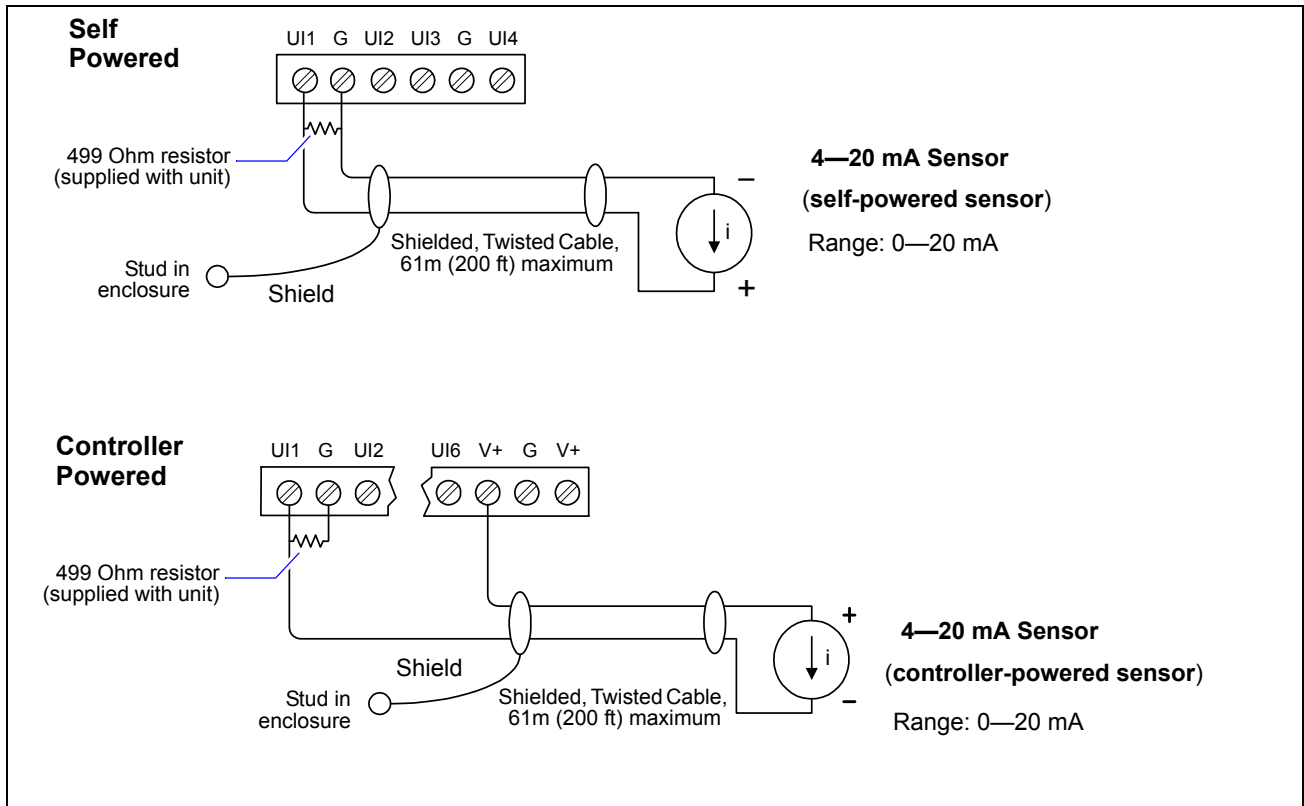 Self
Powered
UI1 G UI2 UI3 G UI4
499 Ohm resistor
(supplied with unit)
4—20 mA Sensor
(self-powered sensor)
Range: 0—20 mA
–
i
+
Shielded, Twisted Cable,
61m (200 ft) maximum
Stud in
enclosure
Shield
Controller
Powered
UI1 G UI2
UI6 V+ G V+
499 Ohm resistor
(supplied with unit)
+
i
–
4—20 mA Sensor
(controller-powered sensor)
Range: 0—20 mA
Shield
Stud in
enclosure
Shielded, Twisted Cable,
61m (200 ft) maximum